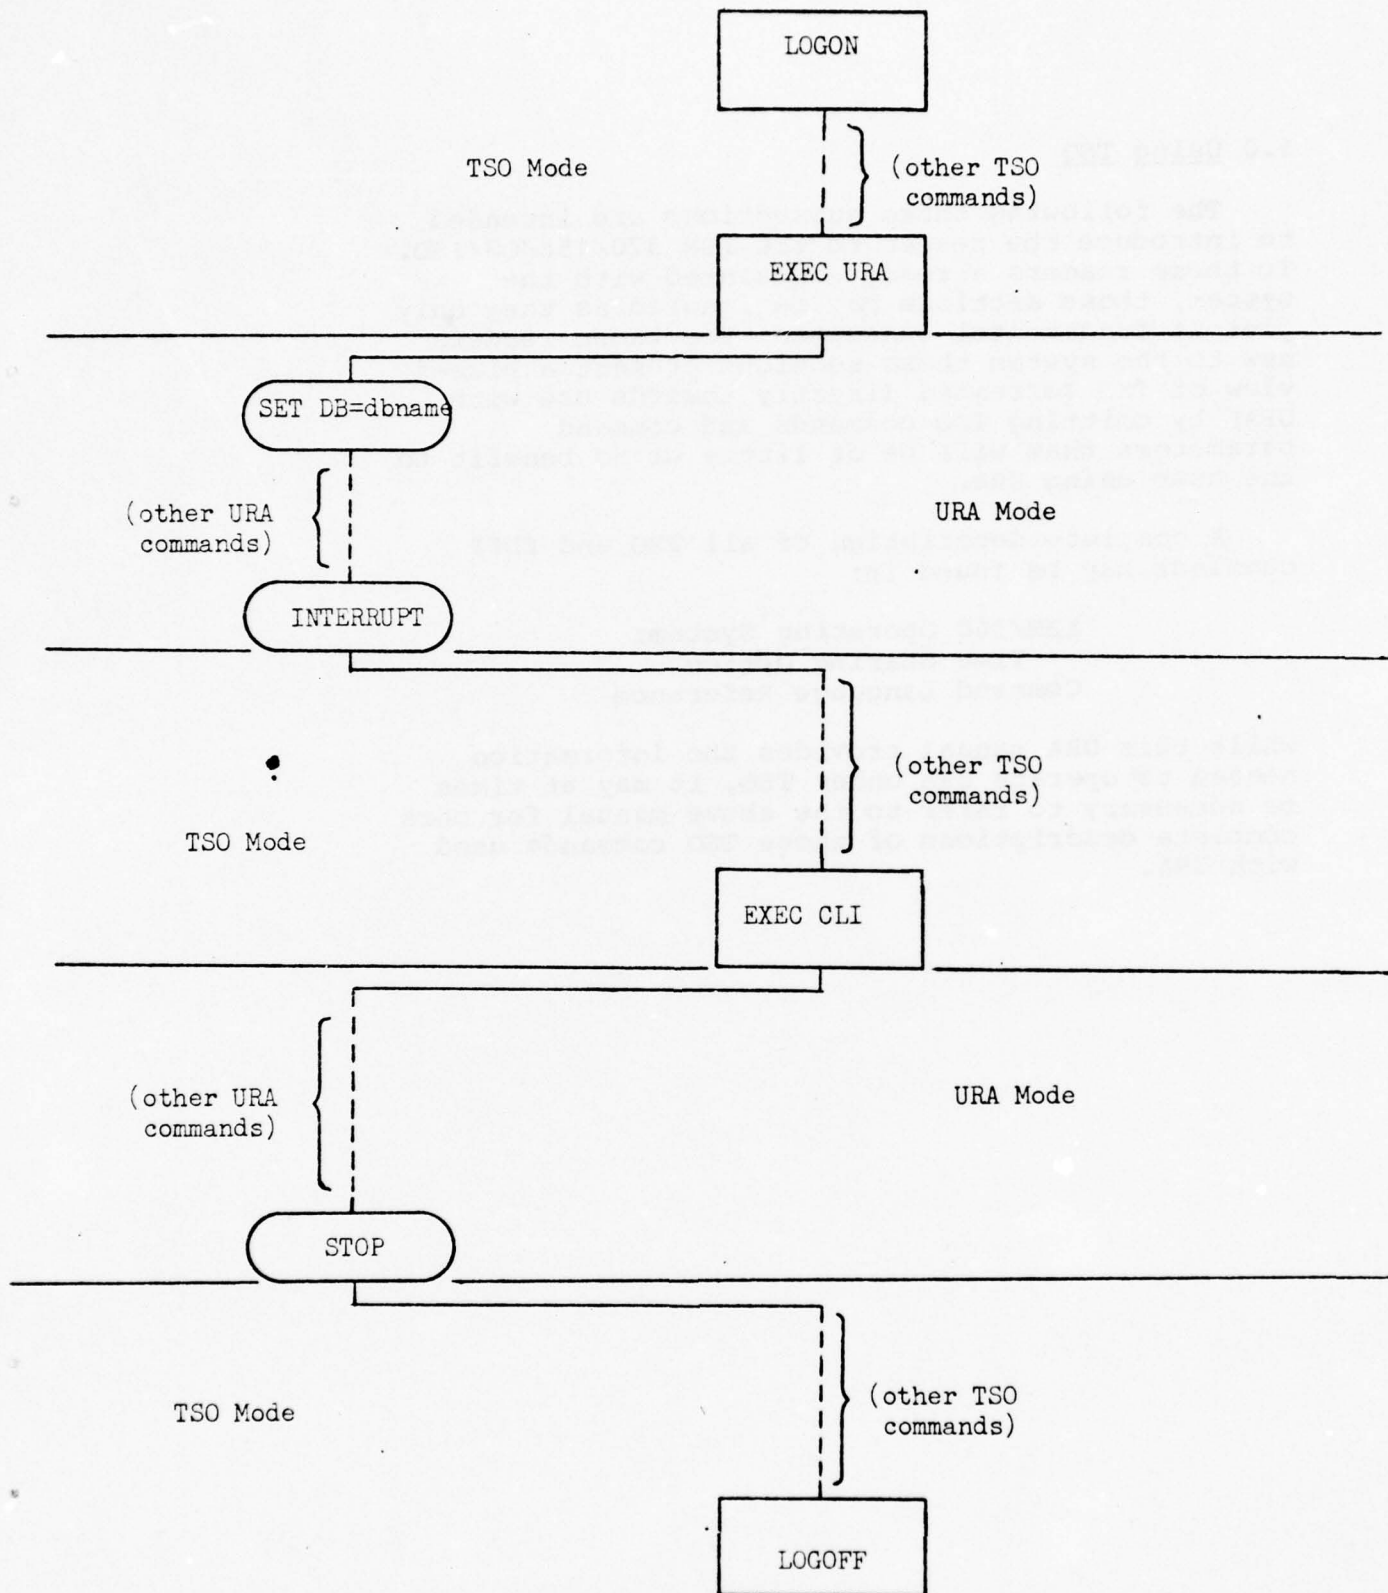 LOGON
TSO Mode
(other TSO
commands)
EXEC URA
SET DB=dbname
(other URA
commands)
URA Mode
INTERRUPT
(other TSO
commands)
TSO Mode
EXEC CLI
(other URA
commands)
URA Mode
STOP
TSO Mode
(other TSO
commands)
LOGOFF